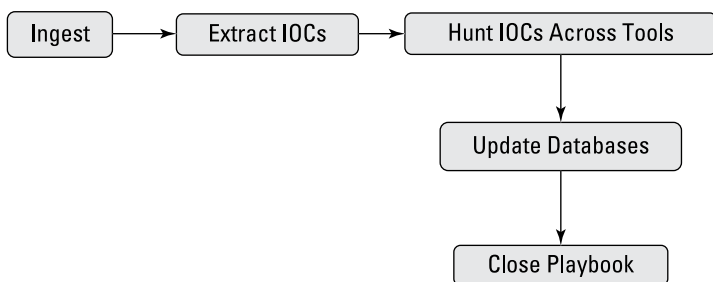 Ingest
Extract IOCs
Hunt IOCs Across Tools
Update Databases
Close Playbook